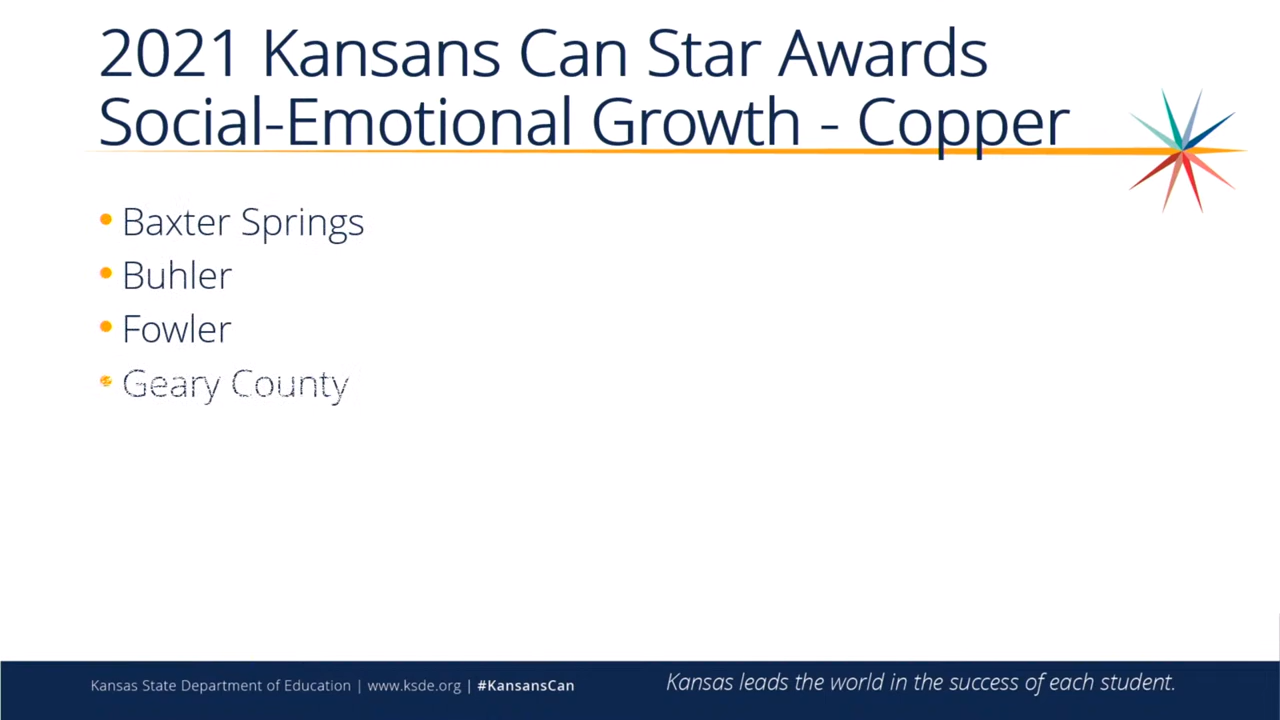 2021 Kansans Can Star Awards
Social-Emotional Growth - Copper
• Baxter Springs
• Buhler
• Fowler
• Geary County
Kansas State Department of Education | www.ksde.org | #KansansCan
Kansas leads the world in the success of each student.